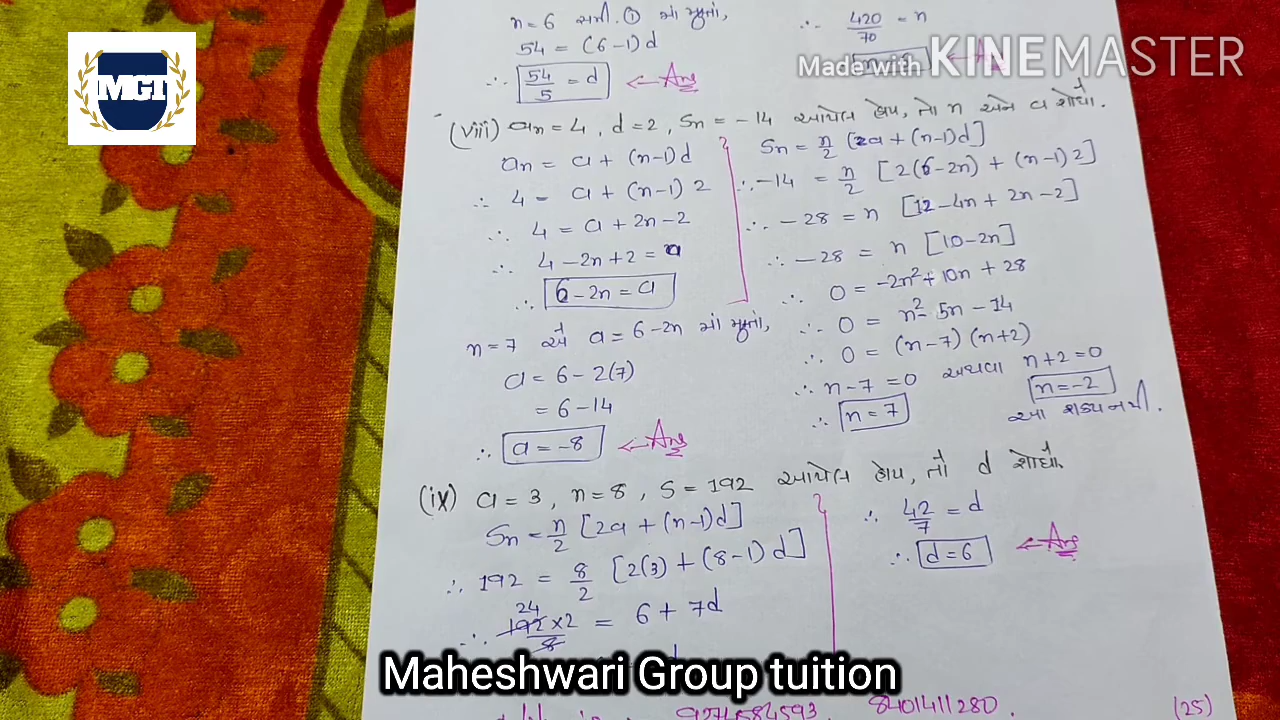 n=6 સમી.① માં મૂકતાં,
54 = (6-1)d
∴ 54/5 = d ← Ans
∴ 420/70 = n
Made with KINEMASTER
MGI
(viii) an = 4, d = 2, Sn = -14 આપેલ હોય, તો n અને a શોધો.
an = a + (n-1)d
∴ 4 = a + (n-1) 2
∴ 4 = a + 2n - 2
∴ 4 - 2n + 2 = a
∴ 6 - 2n = a
n=7 અને a = 6-2n માં મૂકતાં,
a = 6 - 2(7)
= 6 - 14
∴ a = -8 ← Ans
Sn = n/2 [2a + (n-1)d]
∴ -14 = n/2 [2(6-2n) + (n-1) 2]
∴ -28 = n [12 - 4n + 2n - 2]
∴ -28 = n [10-2n]
∴ 0 = -2n² + 10n + 28
∴ 0 = n² - 5n - 14
∴ 0 = (n-7) (n+2)
∴ n-7 = 0 અથવા n+2=0
∴ n = 7 n = -2
આ શક્ય નથી.
(ix) a = 3, n = 8, S = 192 આપેલ હોય, તો d શોધો.
Sn = n/2 [2a + (n-1)d]
∴ 192 = 8/2 [2(3) + (8-1) d]
24
∴ 192×2/8 = 6 + 7d
∴ 42/7 = d
∴ d = 6 ← Ans
Maheshwari Group tuition
8401411280.
(25)